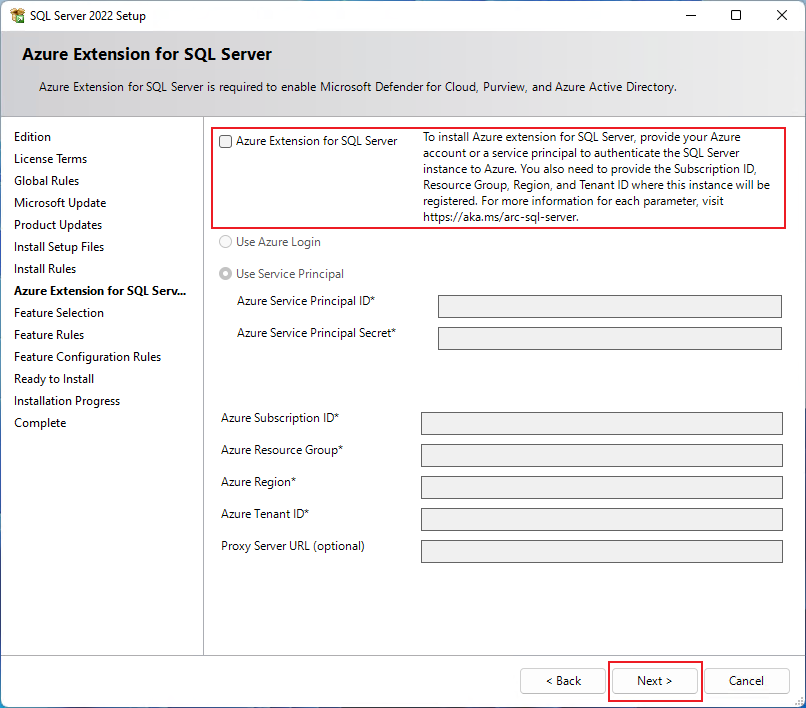 SQL Server 2022 Setup
Azure Extension for SQL Server
Azure Extension for SQL Server is required to enable Microsoft Defender for Cloud, Purview, and Azure Active Directory.
Edition
License Terms
Global Rules
Microsoft Update
Product Updates
Install Setup Files
Install Rules
Azure Extension for SQL Serv...
Feature Selection
Feature Rules
Feature Configuration Rules
Ready to Install
Installation Progress
Complete
Azure Extension for SQL Server
To install Azure extension for SQL Server, provide your Azure
account or a service principal to authenticate the SQL Server
instance to Azure. You also need to provide the Subscription ID,
Resource Group, Region, and Tenant ID where this instance will be
registered. For more information for each parameter, visit
https://aka.ms/arc-sql-server.
Use Azure Login
Use Service Principal
Azure Service Principal ID*
Azure Service Principal Secret*
Azure Subscription ID*
Azure Resource Group*
Azure Region*
Azure Tenant ID*
Proxy Server URL (optional)
< Back
Next >
Cancel